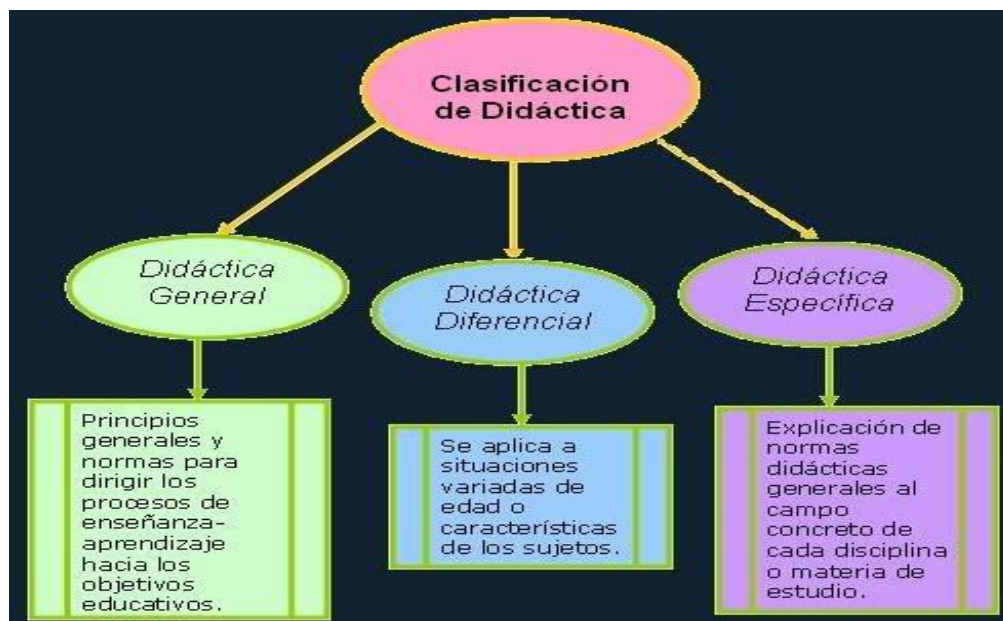 Clasificación
de Didáctica
Didáctica
General
Didáctica
Diferencial
Didáctica
Específica
Principios
generales y
normas para
dirigir los
procesos de
enseñanza-
aprendizaje
hacia los
objetivos
educativos.
Se aplica a
situaciones
variadas de
edad o
características
de los sujetos.
Explicación de
normas
didácticas
generales al
campo
concreto de
cada disciplina
o materia de
estudio.